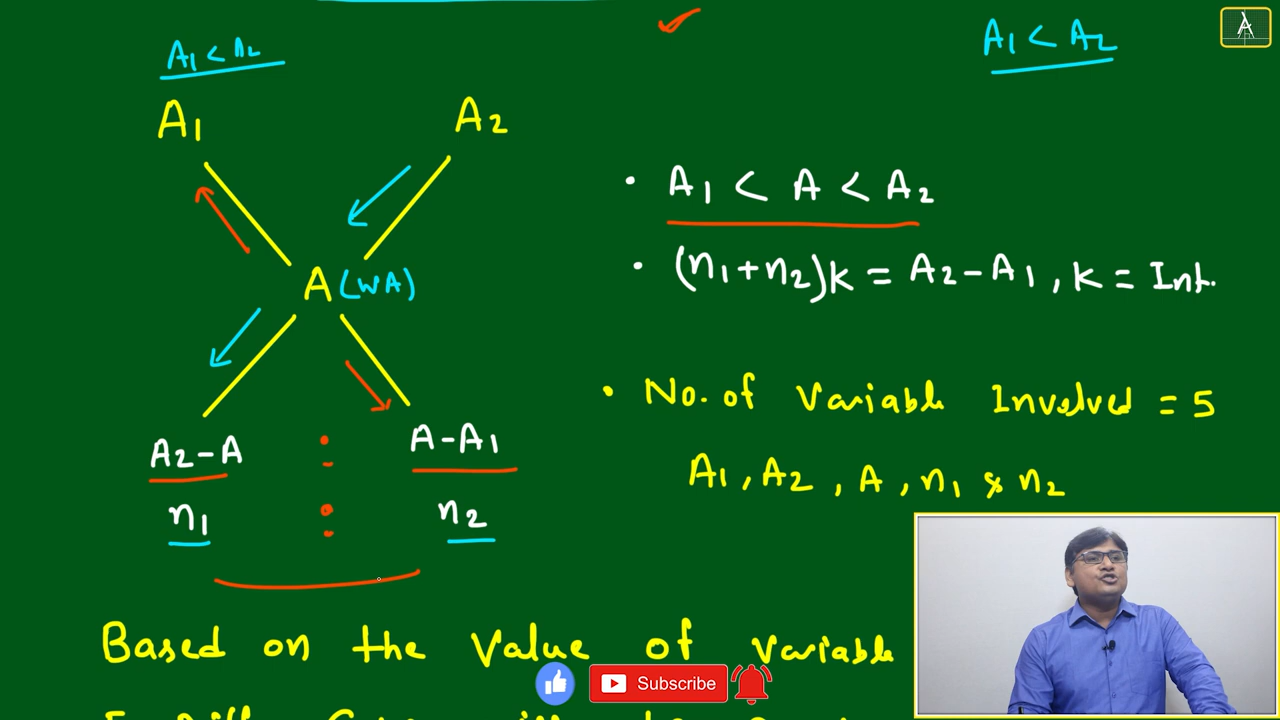 A1 < A2
A1 < A2
A1 A2
A (WA)
A2-A : A-A1
n1 : n2
• A1 < A < A2
• (n1+n2)k = A2-A1, k = Int.
• No. of Variable Involved = 5
A1, A2, A, n1 & n2
Based on the Value of variable
Subscribe